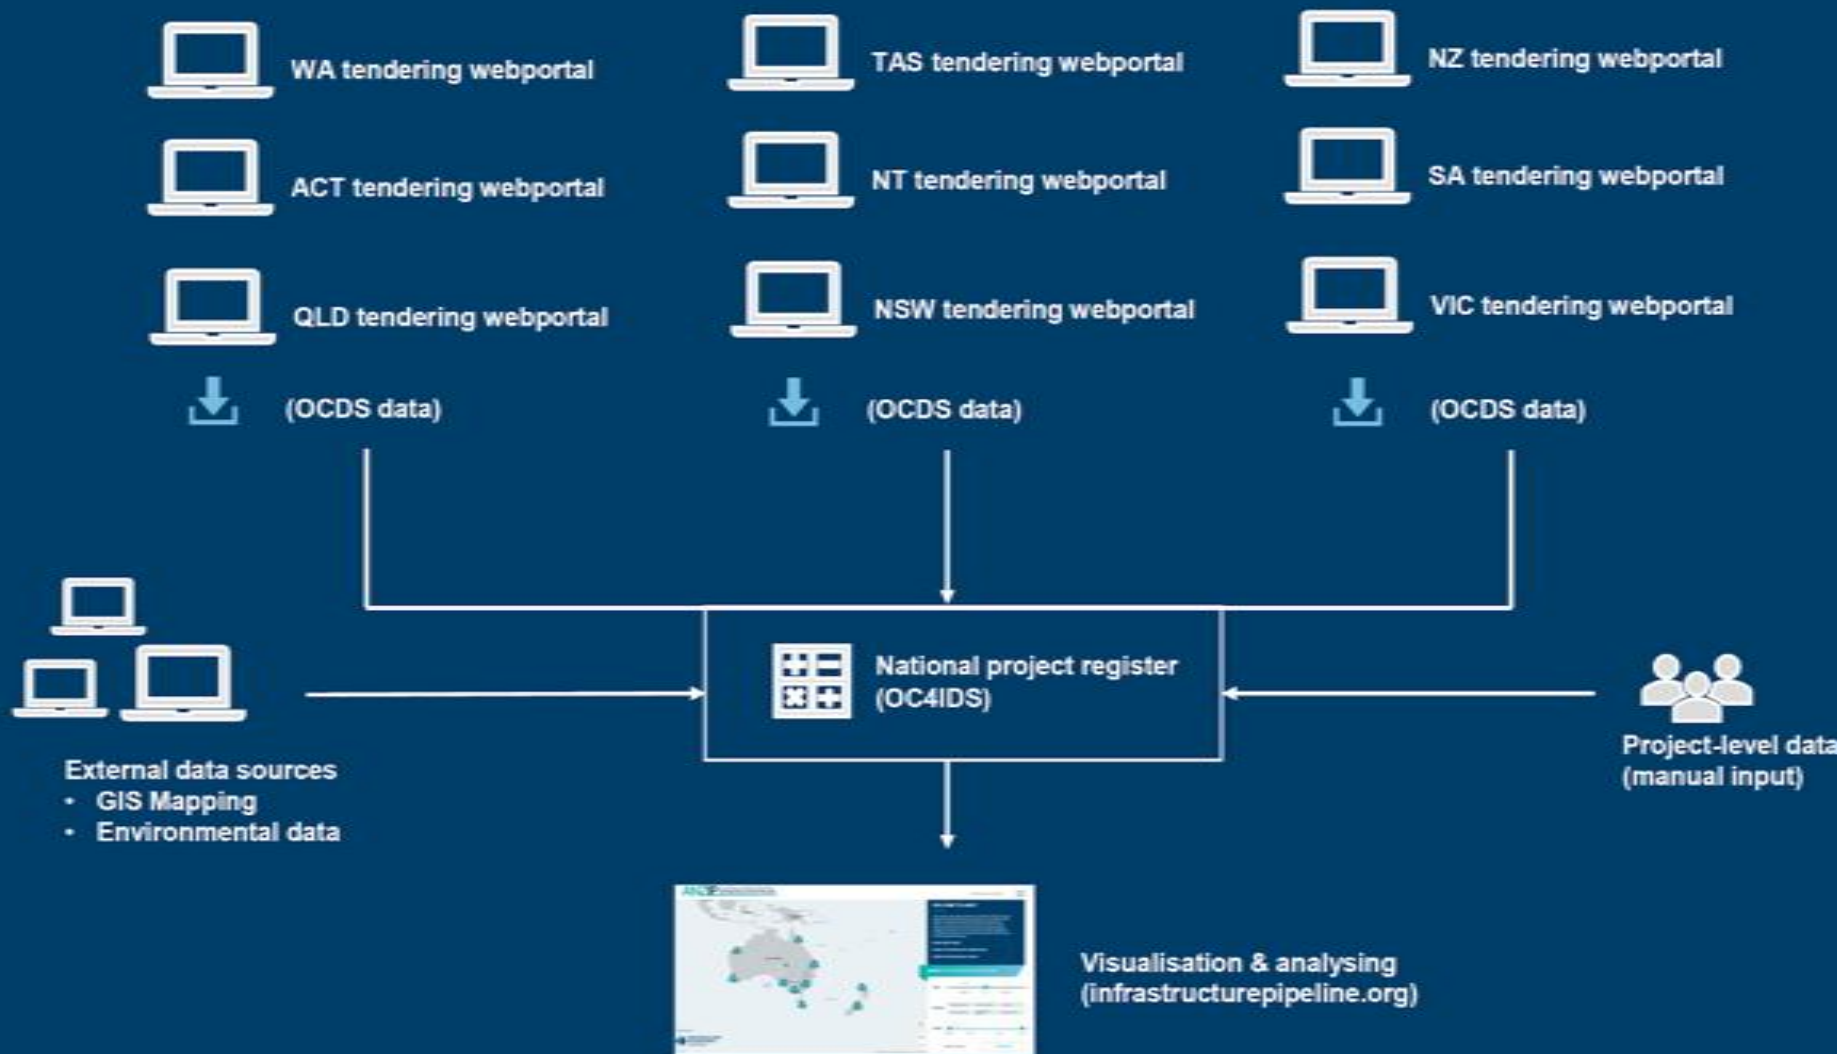 WA tendering webportal
TAS tendering webportal
NZ tendering webportal
ACT tendering webportal
NT tendering webportal
SA tendering webportal
QLD tendering webportal
NSW tendering webportal
VIC tendering webportal
(OCDS data)
(OCDS data)
(OCDS data)
National project register
(OC4IDS)
External data sources
• GIS Mapping
• Environmental data
Project-level data
(manual input)
Visualisation & analysing
(infrastructurepipeline.org)